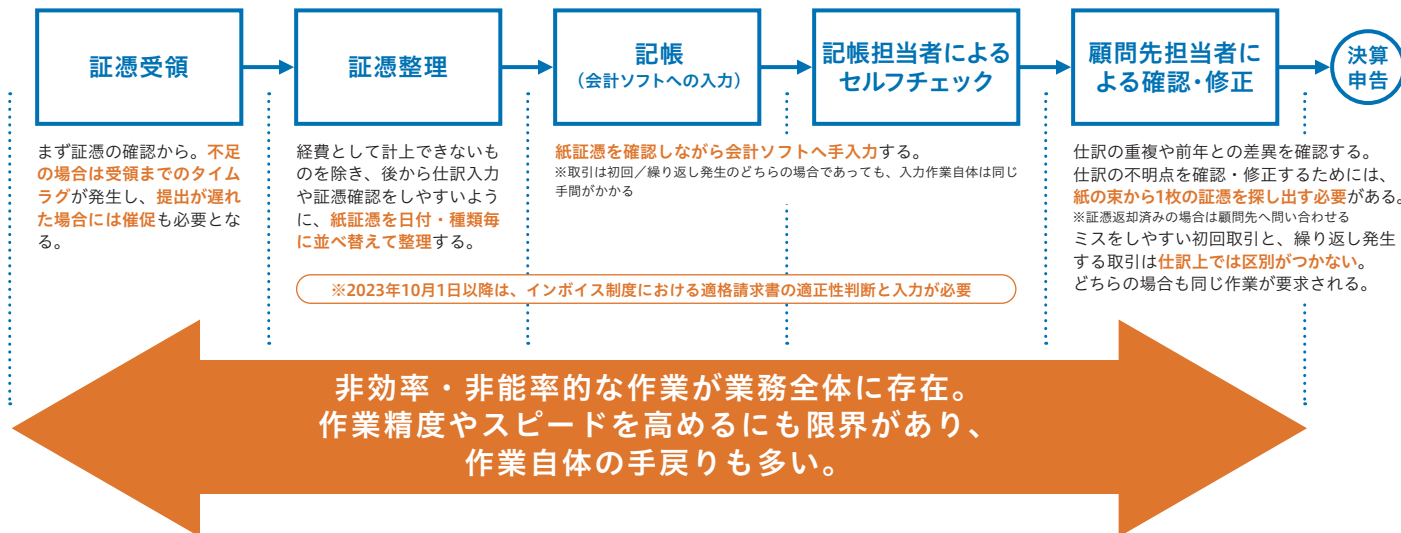 証憑受領
証憑整理
記帳
(会計ソフトへの入力)
記帳担当者による
セルフチェック
顧問先担当者に
よる確認・修正
決算
申告
まず証憑の確認から。不足
の場合は受領までのタイム
ラグが発生し、提出が遅れ
た場合には催促も必要とな
る。
経費として計上できないも
のを除き、後から仕訳入力
や証憑確認をしやすいよう
に、紙証憑を日付・種類毎
に並べ替えて整理する。
紙証憑を確認しながら会計ソフトへ手入力する。
※取引は初回/繰り返し発生のどちらの場合であっても、入力作業自体は同じ
手間がかかる
仕訳の重複や前年との差異を確認する。
仕訳の不明点を確認・修正するためには、
紙の束から1枚の証憑を探し出す必要がある。
※証憑返却済みの場合は顧問先へ問い合わせる
ミスをしやすい初回取引と、繰り返し発生
する取引は仕訳上では区別がつかない。
どちらの場合も同じ作業が要求される。
※2023年10月1日以降は、インボイス制度における適格請求書の適正性判断と入力が必要
非効率・非能率的な作業が業務全体に存在。
作業精度やスピードを高めるにも限界があり、
作業自体の手戻りも多い。